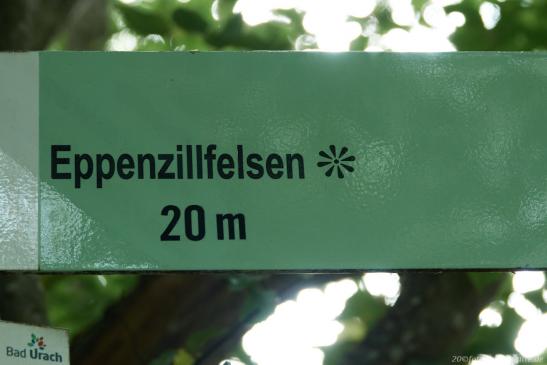 Eppenzillfelsen
20 m
Bad Urach